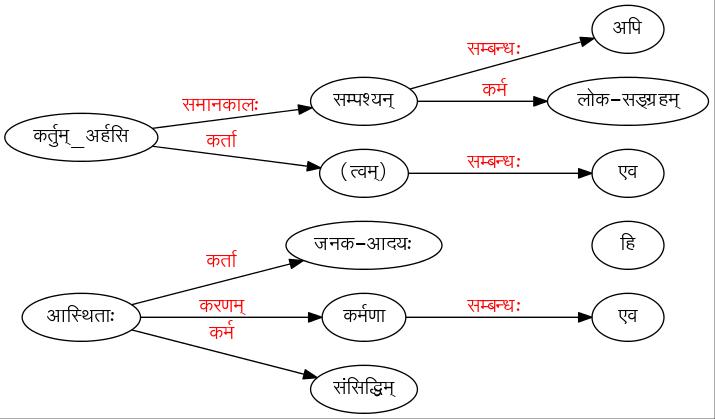 अपि
सम्बन्धः
सम्पश्यन्
कर्म
लोक-सङ्ग्रहम्
समानकालः
कर्तुम्_अर्हसि
कर्ता
(त्वम्)
सम्बन्धः
एव
जनक-आदयः
हि
कर्ता
आस्थिताः
करणम्
कर्मणा
सम्बन्धः
एव
कर्म
संसिद्धिम्